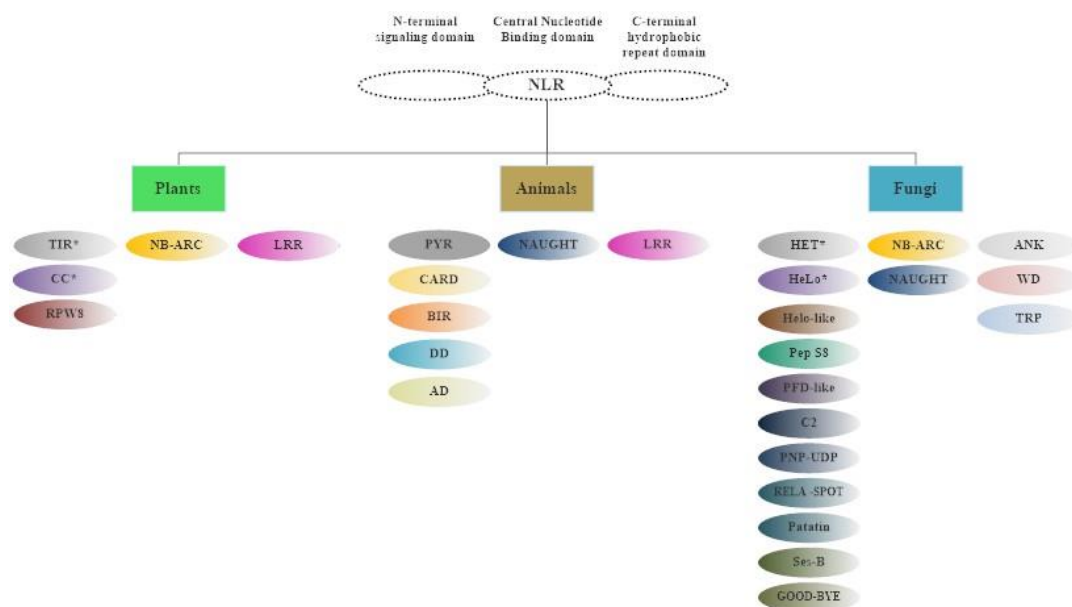 N-terminal
signaling domain
Central Nucleotide
Binding domain
C-terminal
hydrophobic
repeat domain
NLR
Plants
Animals
Fungi
TIR*
NB-ARC
LRR
CC*
RPW8
PYR
NAUGHT
LRR
CARD
BIR
DD
AD
HET*
NB-ARC
ANK
HeLo*
NAUGHT
WD
Helo-like
TRP
Pep S8
PFD-like
C2
PNP-UDP
RELA -SPOT
Patatin
Ses-B
GOOD-BYE